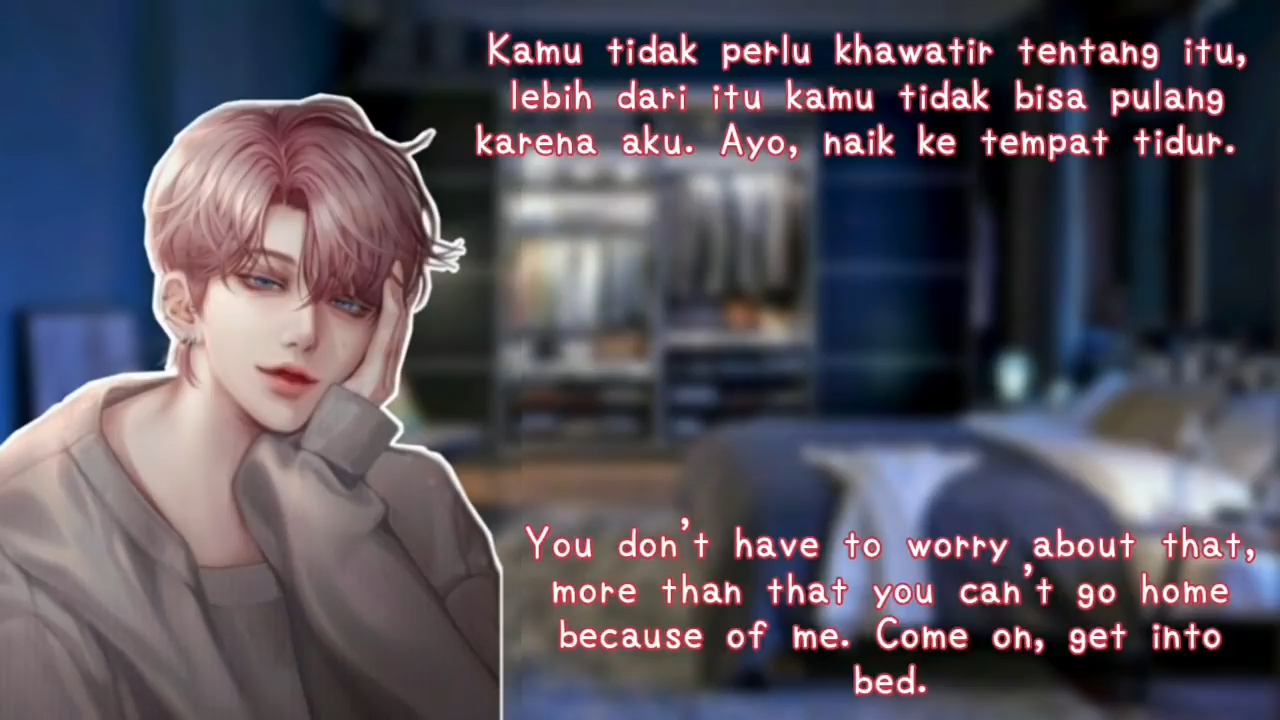 Kamu tidak perlu khawatir tentang itu,
lebih dari itu kamu tidak bisa pulang
karena aku. Ayo, naik ke tempat tidur.
You don't have to worry about that,
more than that you can't go home
because of me. Come on, get into
bed.